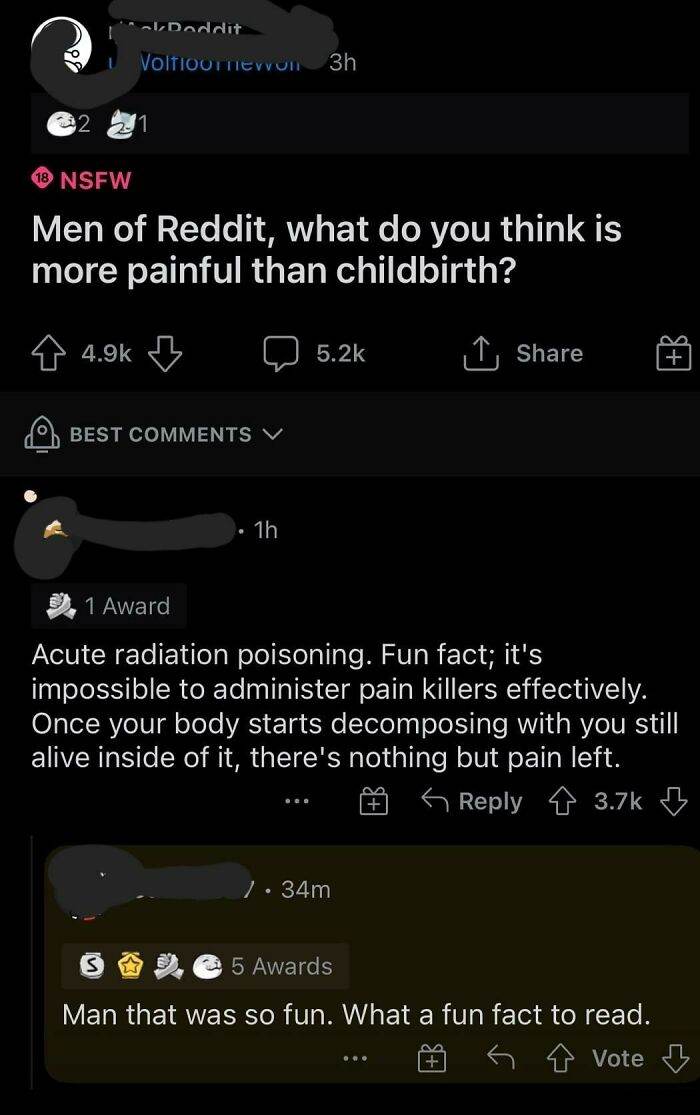 3h
2 1
18 NSFW
Men of Reddit, what do you think is
more painful than childbirth?
4.9k 5.2k Share
BEST COMMENTS
· 1h
1 Award
Acute radiation poisoning. Fun fact; it's
impossible to administer pain killers effectively.
Once your body starts decomposing with you still
alive inside of it, there's nothing but pain left.
Reply 3.7k
· 34m
S 5 Awards
Man that was so fun. What a fun fact to read.
Vote